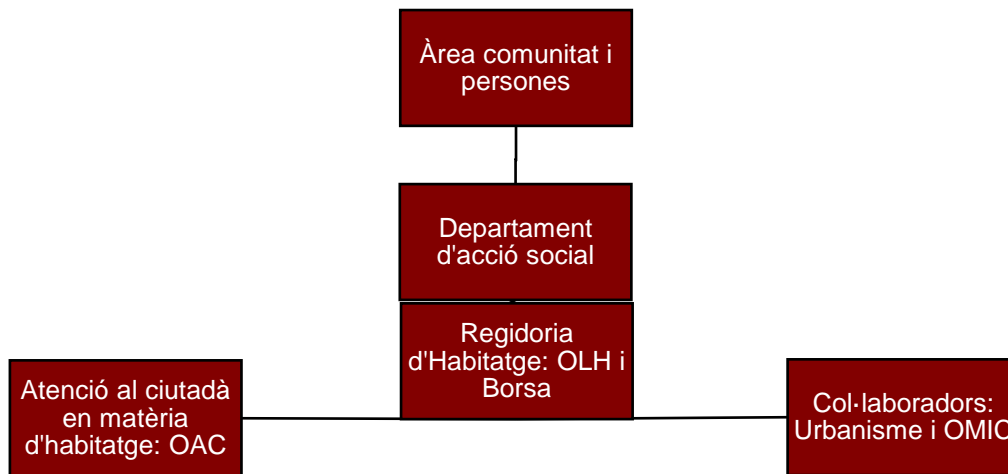 Àrea comunitat i
persones
Departament
d'acció social
Regidoria
d'Habitatge: OLH i
Borsa
Atenció al ciutadà
en matèria
d'habitatge: OAC
Col·laboradors:
Urbanisme i OMIC